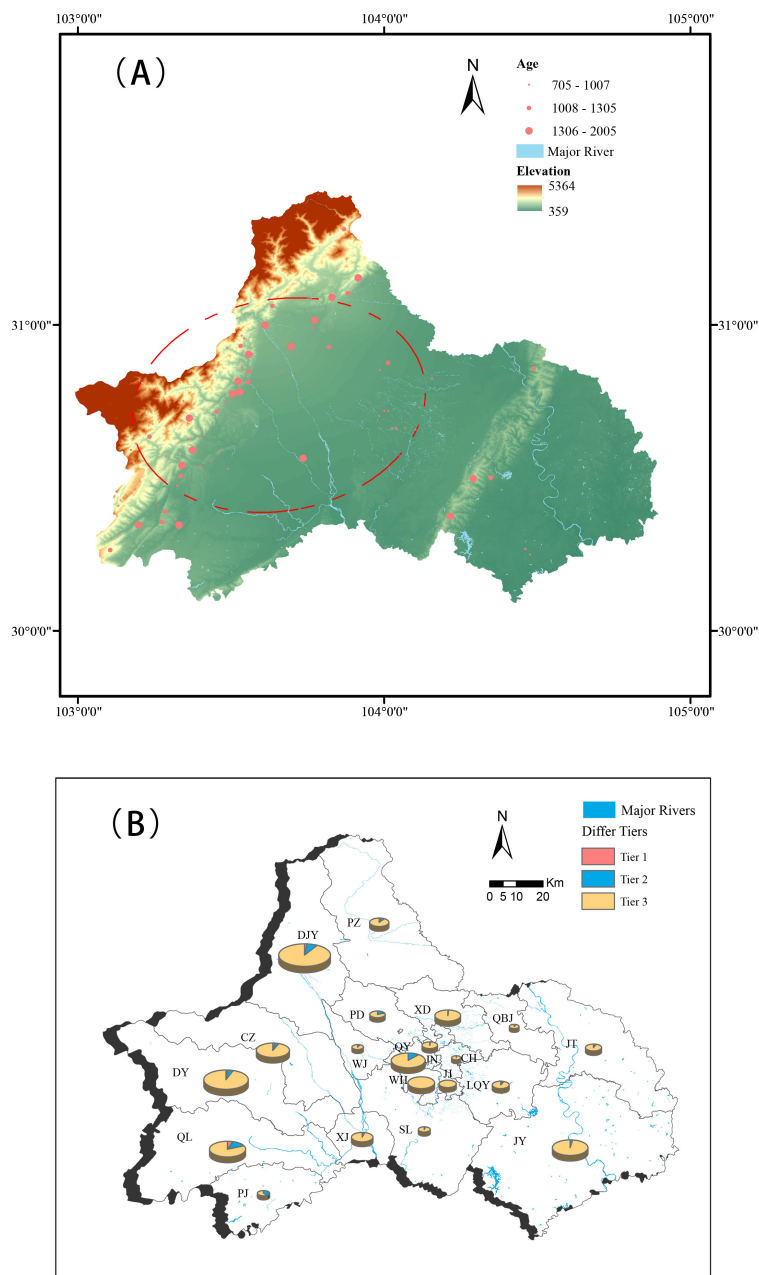 103°0'0"
104°0'0"
105°0'0"
(A)
N
Age
705 - 1007
1008 - 1305
1306 - 2005
Major River
Elevation
5364
359
31°0'0"
31°0'0"
30°0'0"
30°0'0"
103°0'0"
104°0'0"
105°0'0"
(B)
N
Major Rivers
Differ Tiers
Tier 1
Tier 2
Tier 3
Km
0 5 10 20
PZ
DJY
PD
XD
QBJ
CZ
QY
JN
CH
JT
WJ
DY
WH
JJ
LQY
QL
XJ
SL
JY
PJ